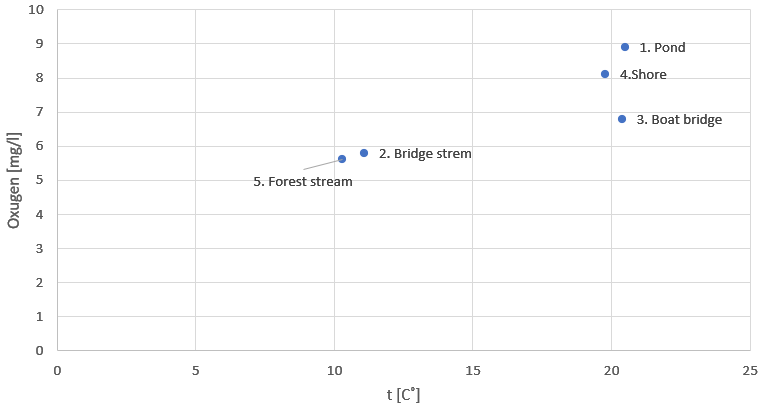 10
9
8
7
6
5
4
3
2
1
0
Oxugen [mg/l]
1. Pond
4.Shore
3. Boat bridge
2. Bridge strem
5. Forest stream
0 5 10 15 20 25
t [C˚]